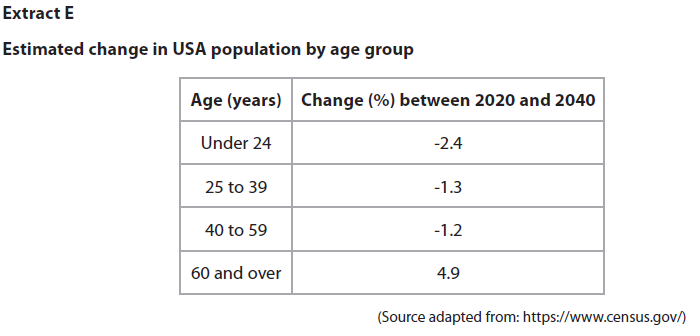 Extract E
Estimated change in USA population by age group
Age (years) Change (%) between 2020 and 2040
Under 24 -2.4
25 to 39 -1.3
40 to 59 -1.2
60 and over 4.9
(Source adapted from: https://www.census.gov/)